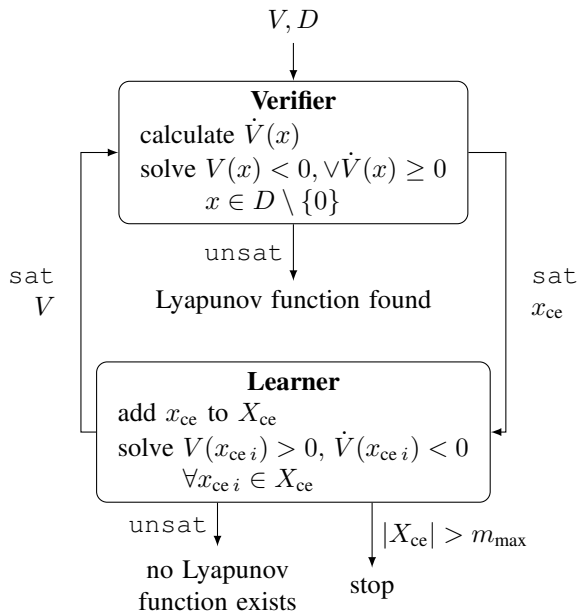 V, D
Verifier
calculate V̇(x)
solve V(x) < 0, ∨V̇(x) ≥ 0
x ∈ D \ {0}
unsat
Lyapunov function found
sat
V
sat
x_ce
Learner
add x_ce to X_ce
solve V(x_ce i) > 0, V̇(x_ce i) < 0
∀x_ce i ∈ X_ce
unsat
|X_ce| > m_max
no Lyapunov
function exists
stop